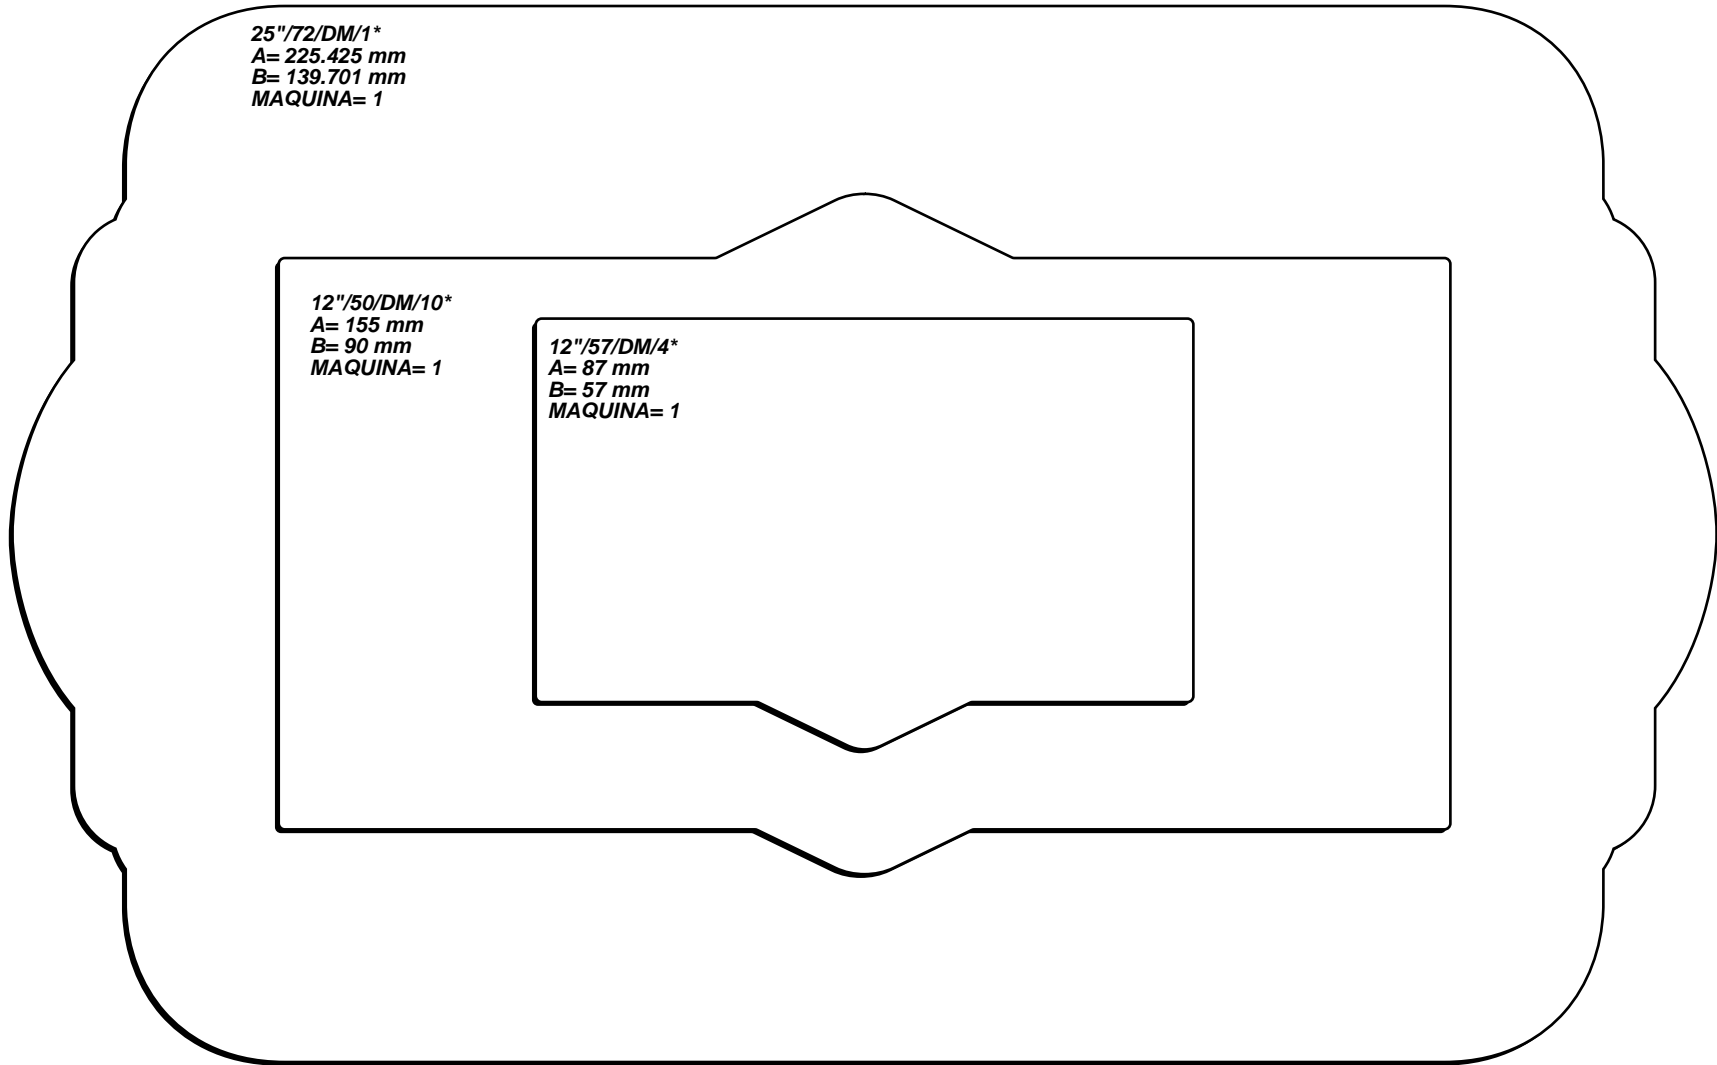 25"/72/DM/1*
A= 225.425 mm
B= 139.701 mm
MAQUINA= 1
12"/50/DM/10*
A= 155 mm
B= 90 mm
MAQUINA= 1
12"/57/DM/4*
A= 87 mm
B= 57 mm
MAQUINA= 1